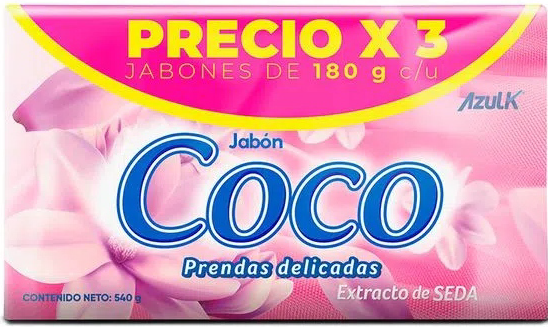 PRECIO X 3
JABONES DE 180 g c/u
AzulK
Jabón
Coco
Prendas delicadas
Extracto de SEDA
CONTENIDO NETO: 540 g